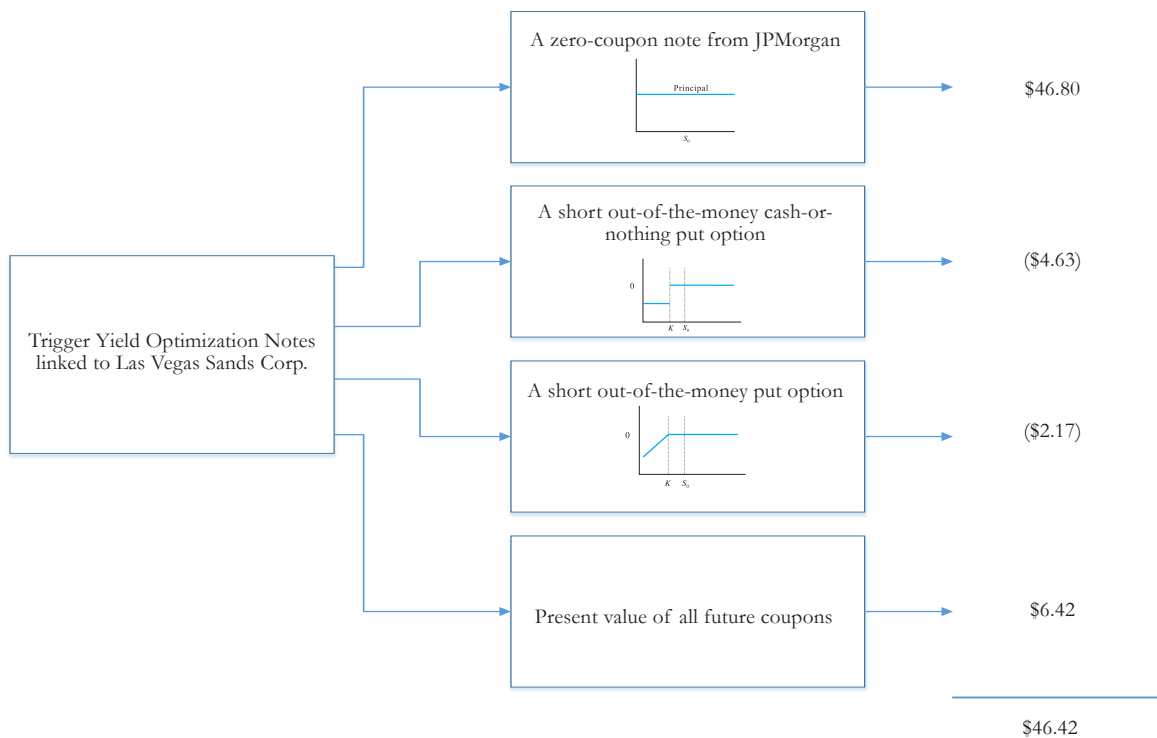 A zero-coupon note from JPMorgan
Principal
S₀
$46.80
A short out-of-the-money cash-or-
nothing put option
0
K S₀
($4.63)
Trigger Yield Optimization Notes
linked to Las Vegas Sands Corp.
A short out-of-the-money put option
0
K S₀
($2.17)
Present value of all future coupons
$6.42
$46.42